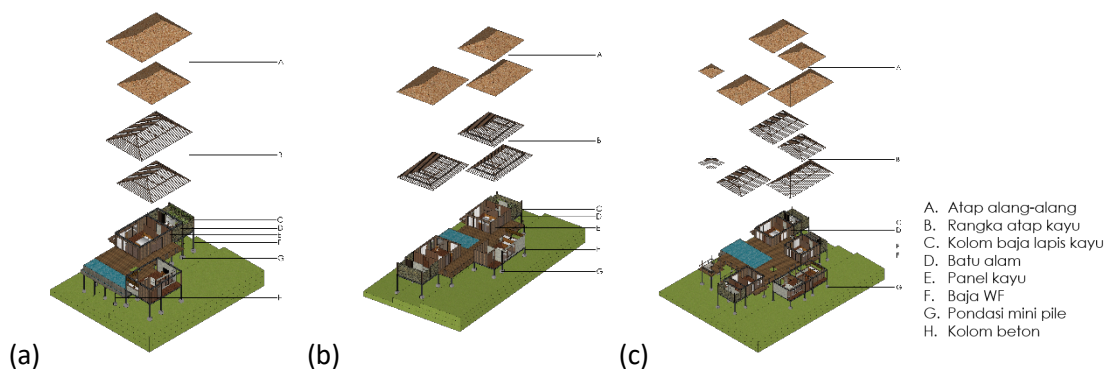 A
B
C
D
E
F
G
H
(a)
A
B
C
D
E
F
G
(b)
A
B
C
D
E
F
G
(c)
A. Atap alang-alang
B. Rangka atap kayu
C. Kolom baja lapis kayu
D. Batu alam
E. Panel kayu
F. Baja WF
G. Pondasi mini pile
H. Kolom beton